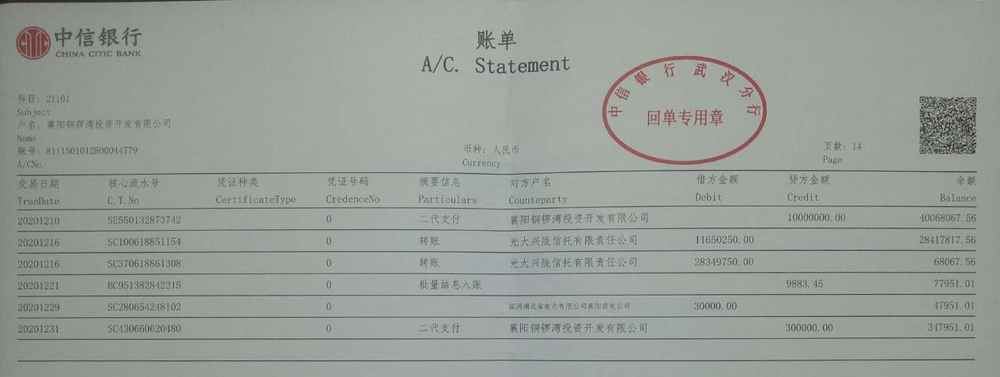 中信银行
CHINA CITIC BANK
账单
A/C. Statement
中信银行武汉分行
回单专用章
科目: 21101
Subject
户名: 襄阳铜锣湾投资开发有限公司
Name
账号: 8111501012800044779
A/CNo.
币种: 人民币
Currency
页数: 14
Page
交易日期 核心流水号 凭证种类 凭证号码 摘要信息 对方户名 借方金额 贷方金额 余额
TranDate C.T.No CertificateType CredenceNo Particulars Counteparty Debit Credit Balance
20201210 SE550132873742 0 二代支付 襄阳铜锣湾投资开发有限公司 10000000.00 40068067.56
20201216 SC100618851154 0 转账 光大兴陇信托有限责任公司 11650250.00 28417817.56
20201216 SC370618861308 0 转账 光大兴陇信托有限责任公司 28349750.00 68067.56
20201221 BC951382842215 0 批量结息入账 9883.45 77951.01
20201229 SC280654248102 0 国网湖北省电力有限公司襄阳供电公司 30000.00 47951.01
20201231 SC430660620480 0 二代支付 襄阳铜锣湾投资开发有限公司 300000.00 347951.01